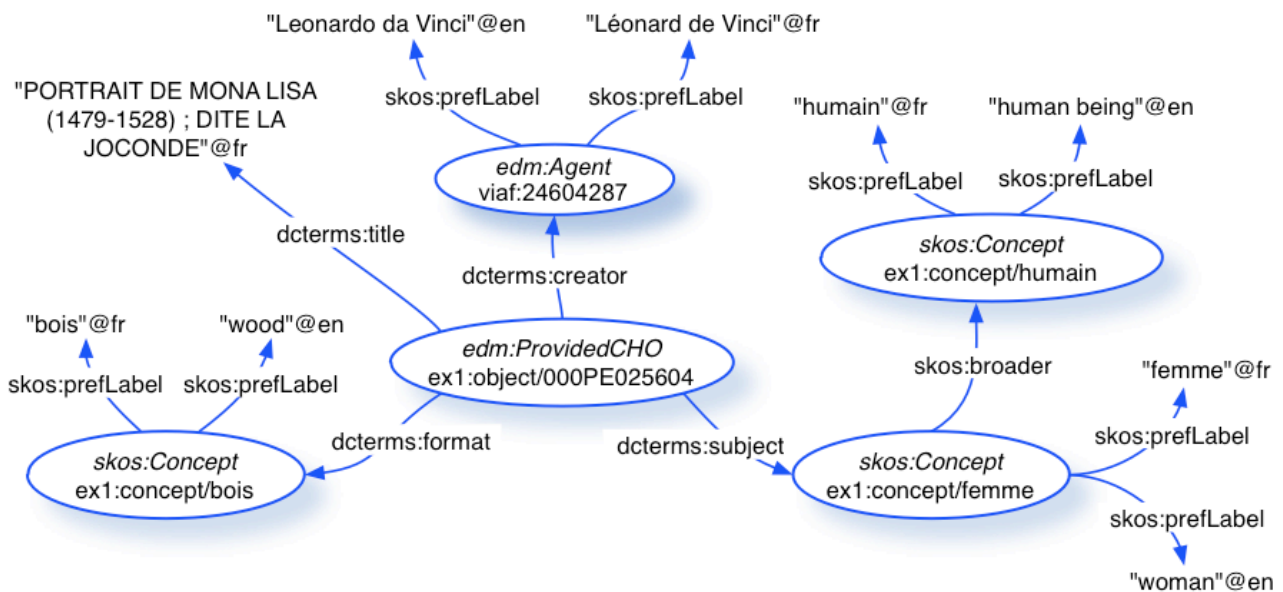 "Leonardo da Vinci"@en
"Léonard de Vinci"@fr
skos:prefLabel
skos:prefLabel
"PORTRAIT DE MONA LISA
(1479-1528) ; DITE LA
JOCONDE"@fr
edm:Agent
viaf:24604287
"humain"@fr
"human being"@en
skos:prefLabel
skos:prefLabel
dcterms:title
dcterms:creator
skos:Concept
ex1:concept/humain
"bois"@fr
"wood"@en
skos:prefLabel
skos:prefLabel
edm:ProvidedCHO
ex1:object/000PE025604
skos:broader
"femme"@fr
skos:prefLabel
dcterms:format
dcterms:subject
skos:Concept
ex1:concept/bois
skos:Concept
ex1:concept/femme
skos:prefLabel
"woman"@en